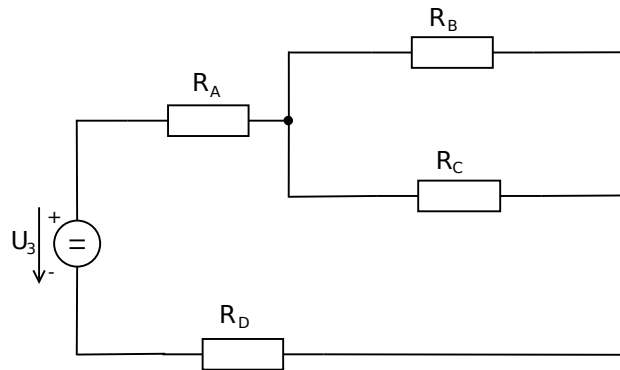 R_B
R_A
R_C
+
U_3
=
-
R_D